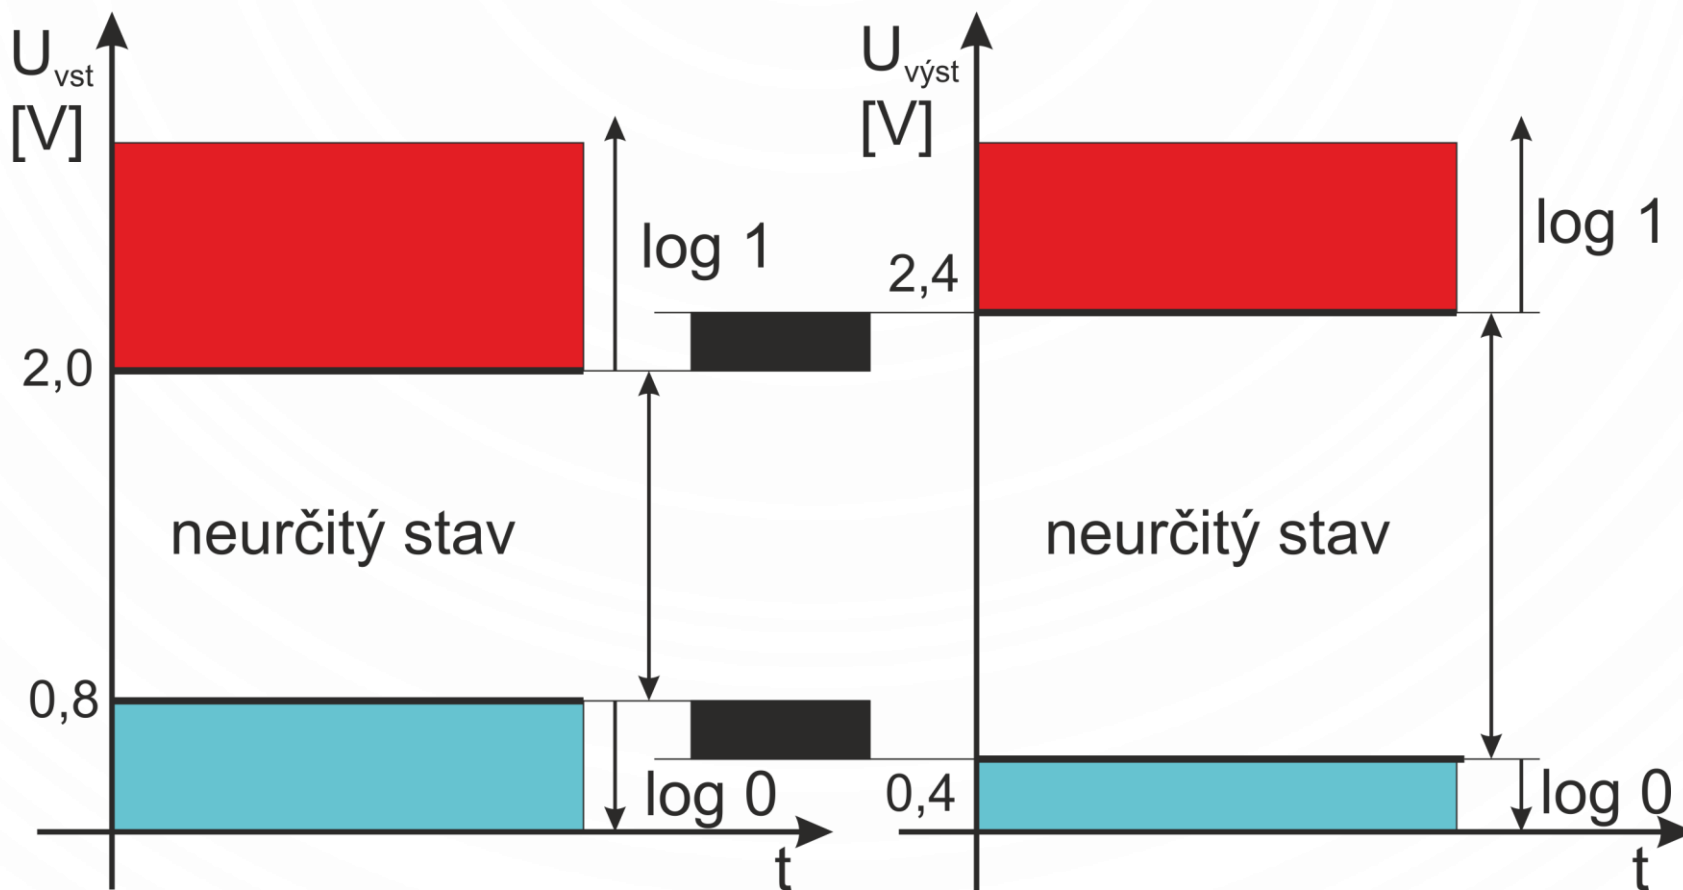 U vst
[V]
log 1
2,0
neurčitý stav
0,8
log 0
t
U výst
[V]
log 1
2,4
neurčitý stav
0,4
log 0
t